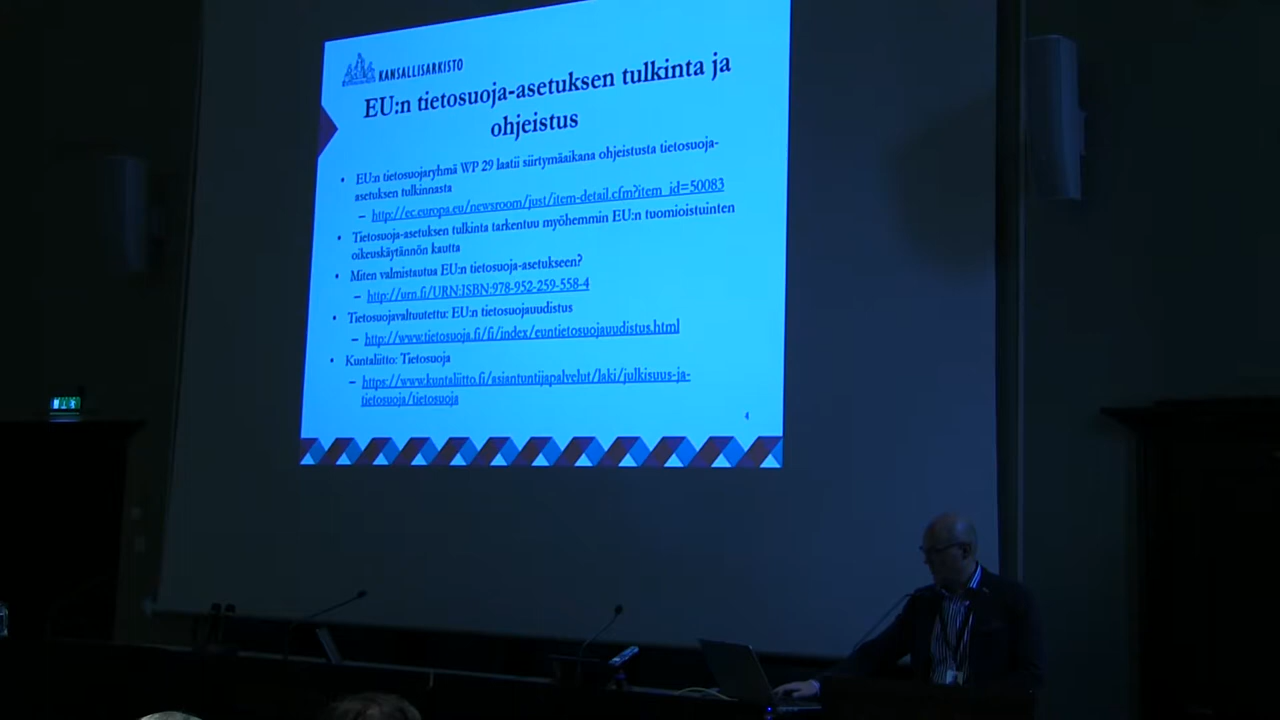 KANSALLISARKISTO
EU:n tietosuoja-asetuksen tulkinta ja
ohjeistus
• EU:n tietosuojaryhmä WP 29 laatii siirtymäaikana ohjeistusta tietosuoja-
asetuksen tulkinnasta
– http://ec.europa.eu/newsroom/just/item-detail.cfm?item_id=50083
• Tietosuoja-asetuksen tulkinta tarkentuu myöhemmin EU:n tuomioistuinten
oikeuskäytännön kautta
• Miten valmistautua EU:n tietosuoja-asetukseen?
– http://urn.fi/URN:ISBN:978-952-259-558-4
• Tietosuojavaltuutettu: EU:n tietosuojauudistus
– http://www.tietosuoja.fi/fi/index/euntietosuojauudistus.html
• Kuntaliitto: Tietosuoja
– https://www.kuntaliitto.fi/asiantuntijapalvelut/laki/julkisuus-ja-
tietosuoja/tietosuoja
4